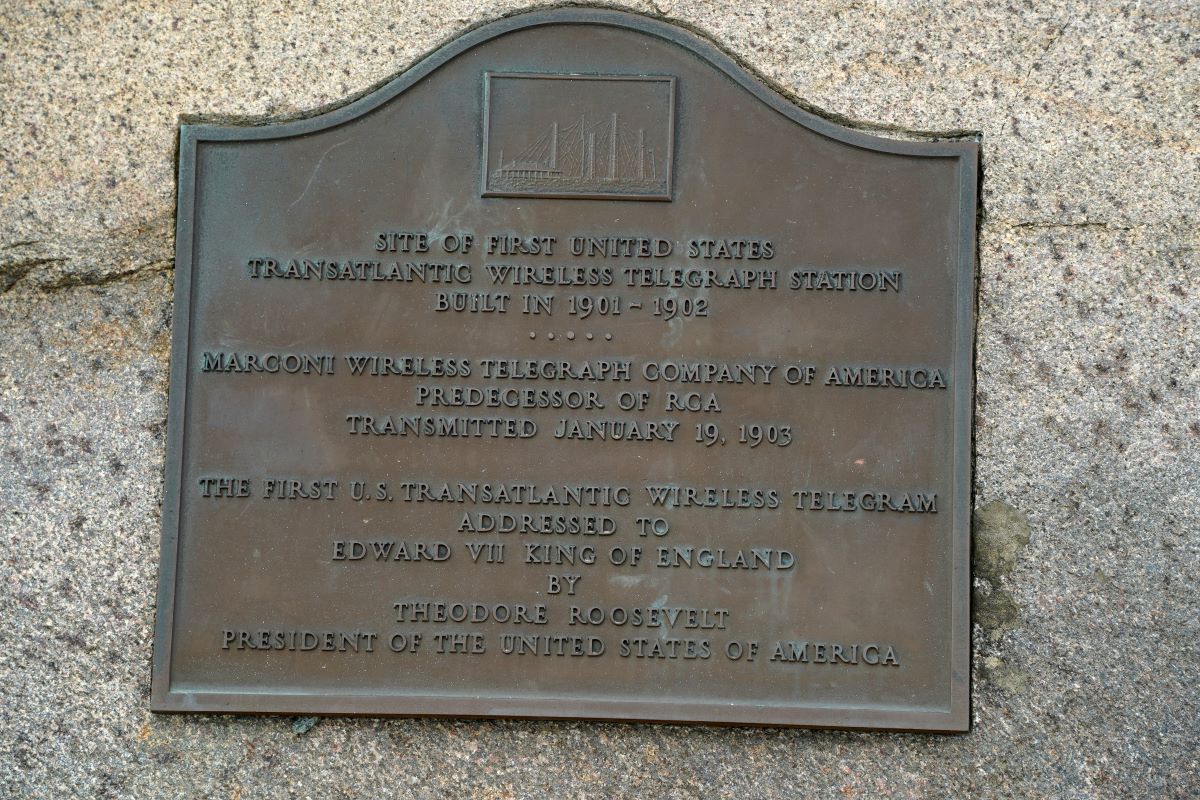 SITE OF FIRST UNITED STATES
TRANSATLANTIC WIRELESS TELEGRAPH STATION
BUILT IN 1901 - 1902
.....
MARCONI WIRELESS TELEGRAPH COMPANY OF AMERICA
PREDECESSOR OF RCA
TRANSMITTED JANUARY 19, 1903
THE FIRST U.S. TRANSATLANTIC WIRELESS TELEGRAM
ADDRESSED TO
EDWARD VII KING OF ENGLAND
BY
THEODORE ROOSEVELT
PRESIDENT OF THE UNITED STATES OF AMERICA